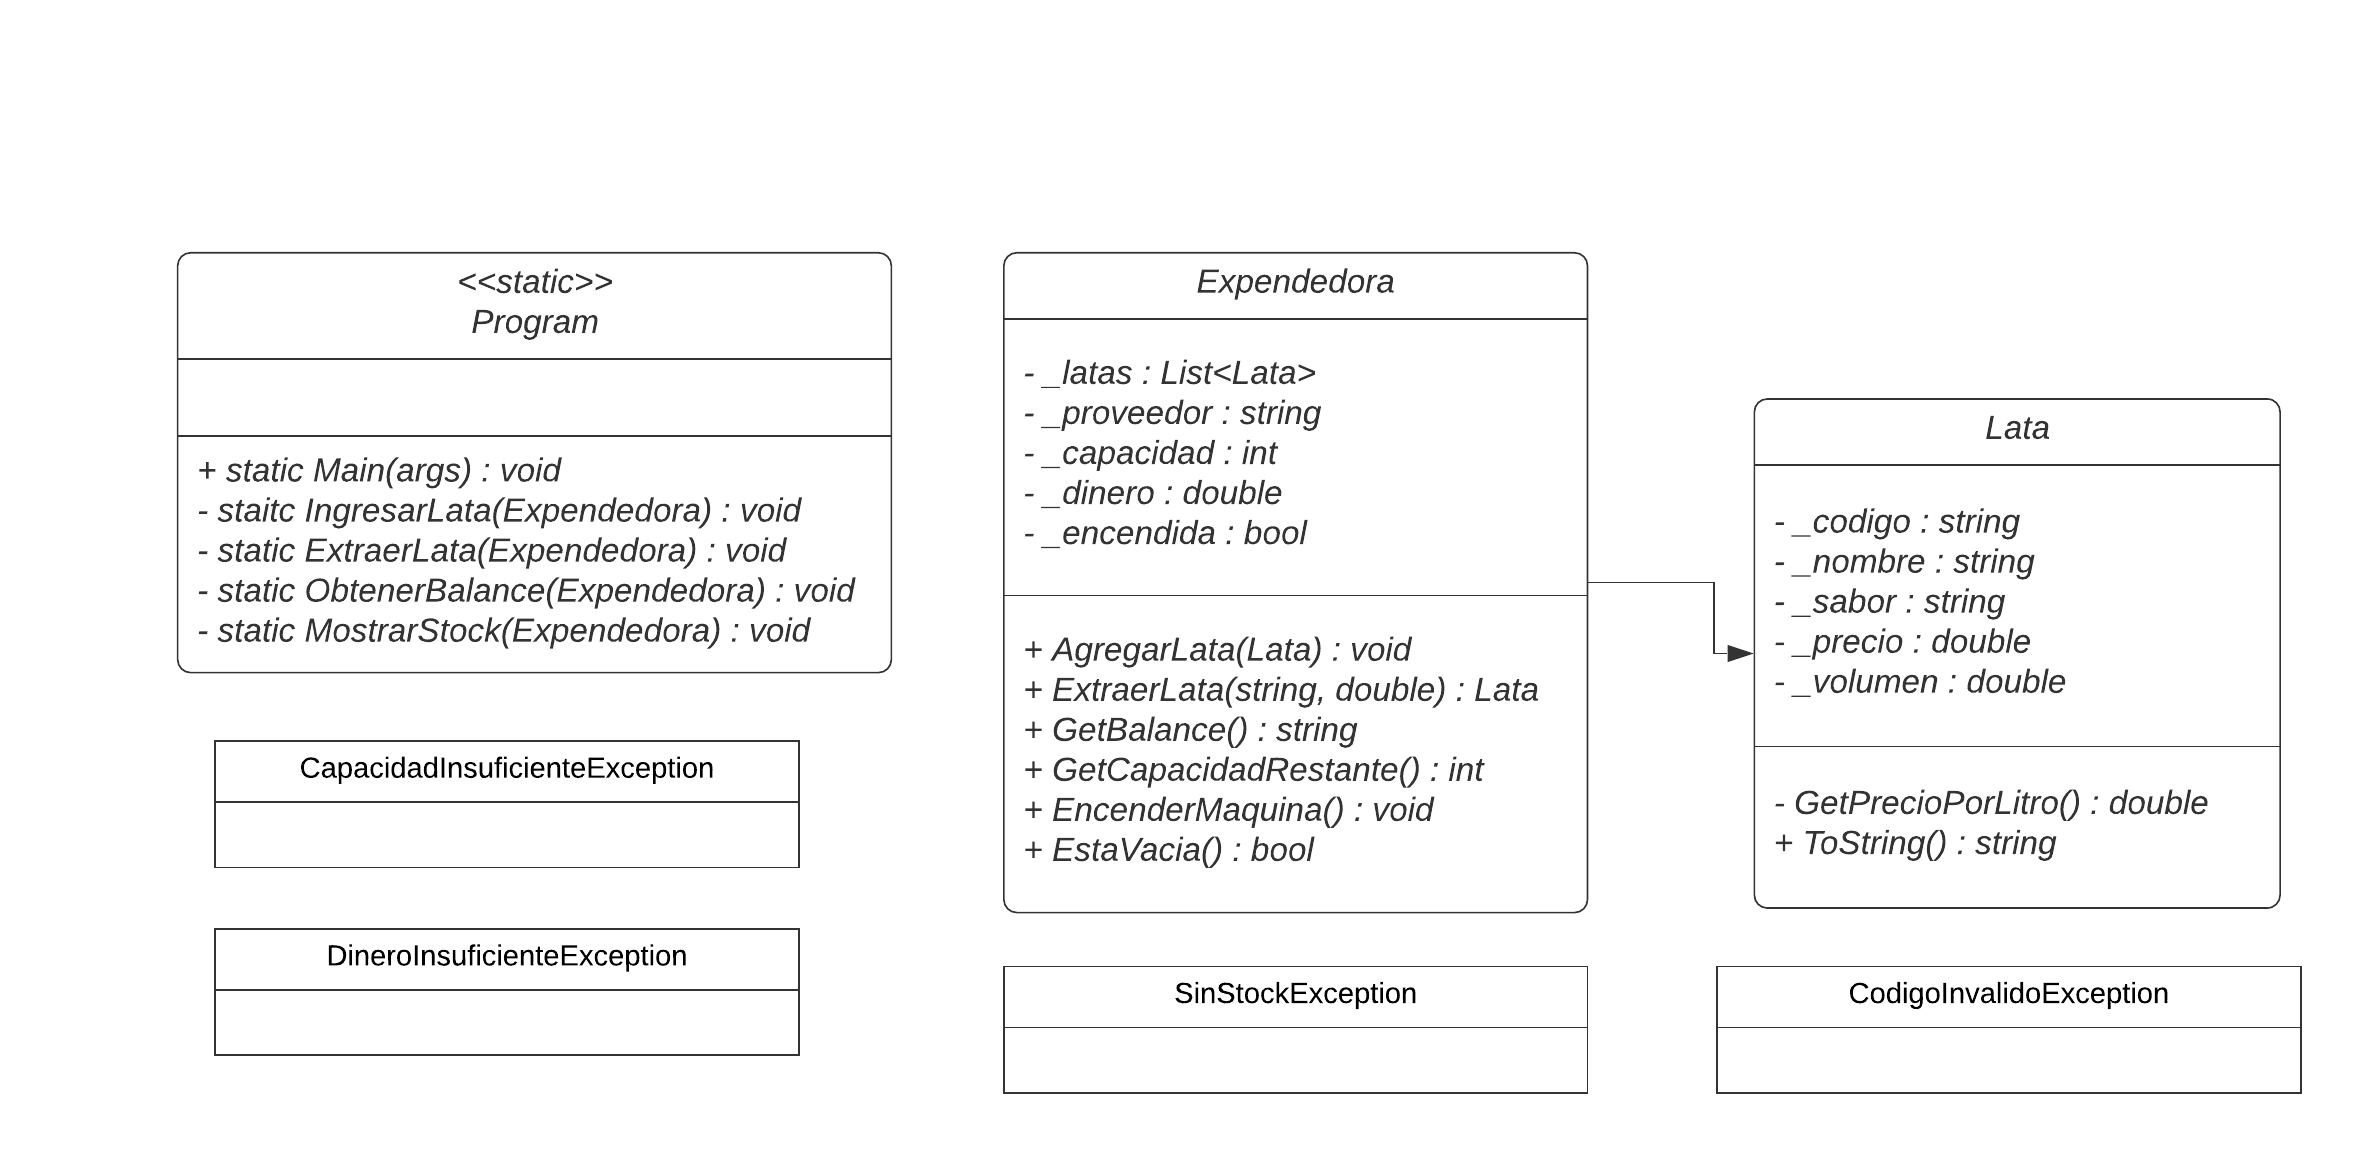 <<static>>
Program
+ static Main(args) : void
- staitc IngresarLata(Expendedora) : void
- static ExtraerLata(Expendedora) : void
- static ObtenerBalance(Expendedora) : void
- static MostrarStock(Expendedora) : void
CapacidadInsuficienteException
DineroInsuficienteException
Expendedora
- _latas : List<Lata>
- _proveedor : string
- _capacidad : int
- _dinero : double
- _encendida : bool
+ AgregarLata(Lata) : void
+ ExtraerLata(string, double) : Lata
+ GetBalance() : string
+ GetCapacidadRestante() : int
+ EncenderMaquina() : void
+ EstaVacia() : bool
SinStockException
Lata
- _codigo : string
- _nombre : string
- _sabor : string
- _precio : double
- _volumen : double
- GetPrecioPorLitro() : double
+ ToString() : string
CodigoInvalidoException